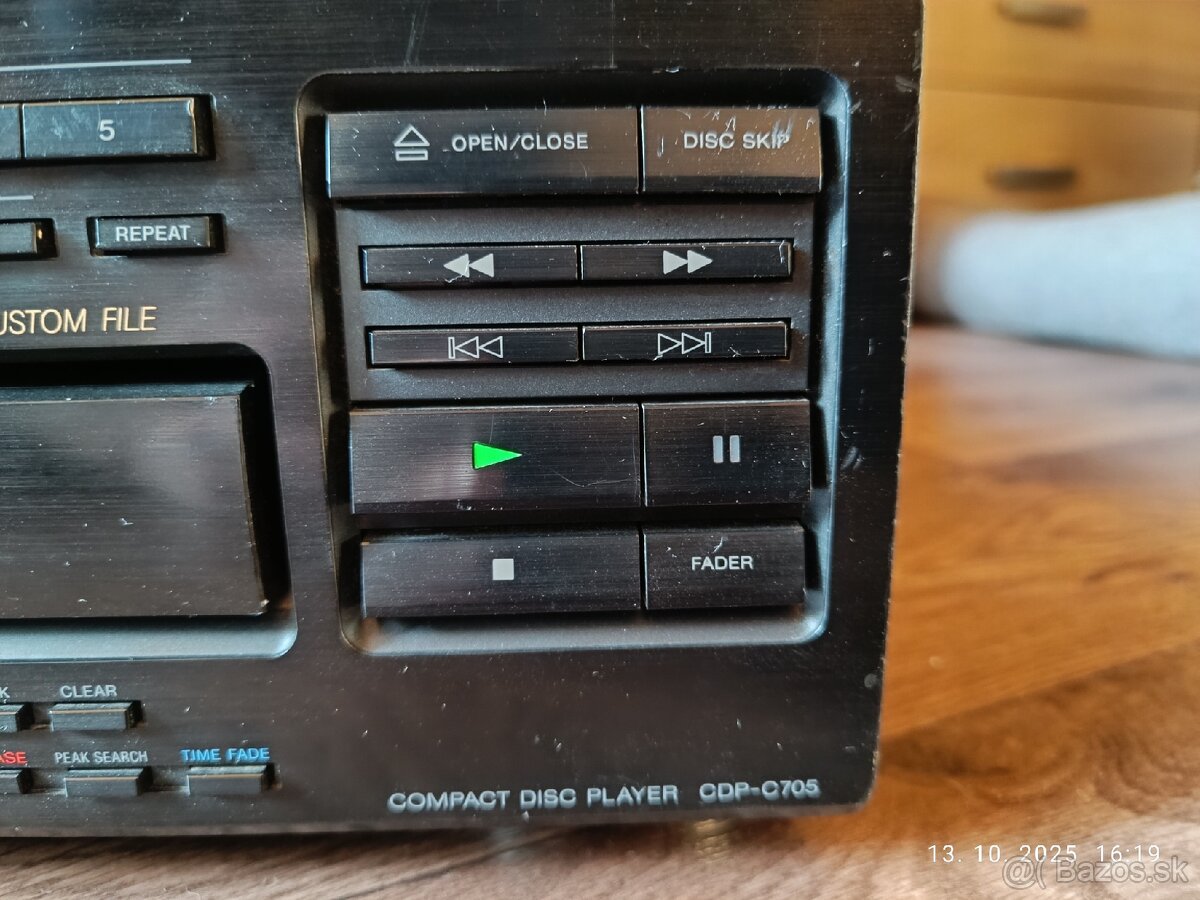 5
OPEN/CLOSE
DISC SKIP
REPEAT
USTOM FILE
FADER
K
CLEAR
ASE
PEAK SEARCH
TIME FADE
COMPACT DISC PLAYER CDP-C705
13. 10. 2025 16:19
@( Bazos.sk